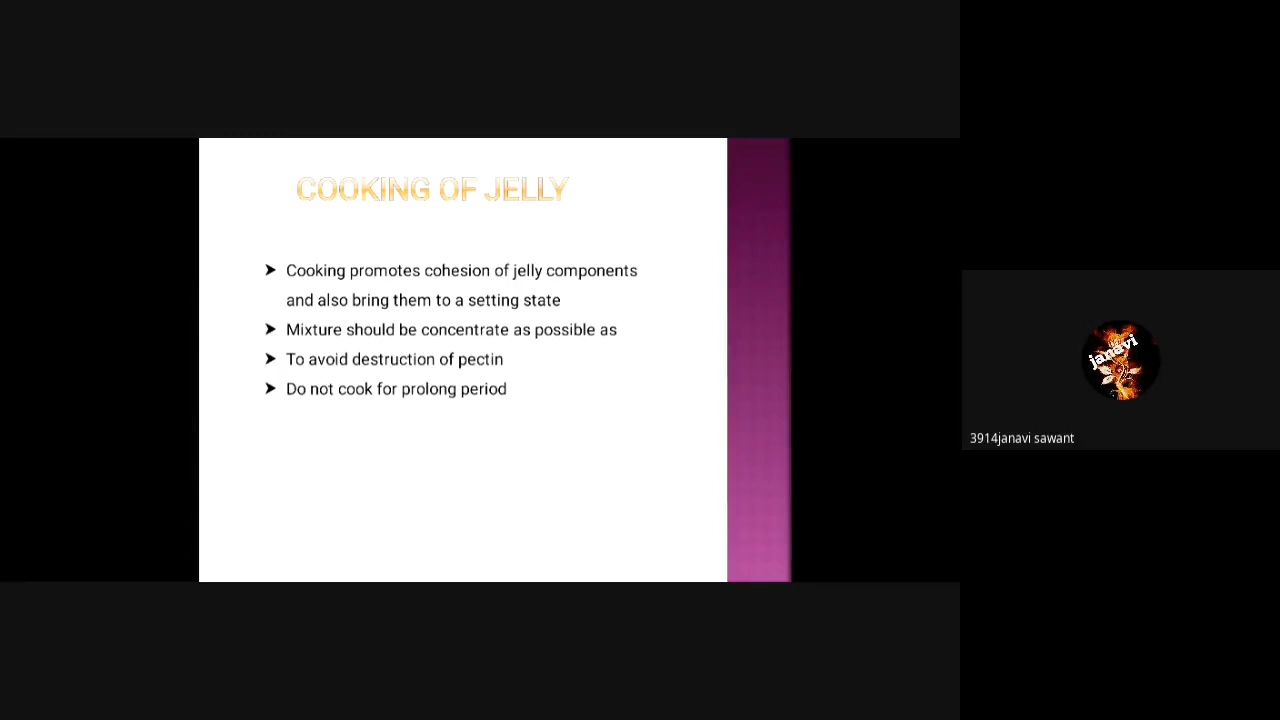 COOKING OF JELLY
➤ Cooking promotes cohesion of jelly components
and also bring them to a setting state
➤ Mixture should be concentrate as possible as
➤ To avoid destruction of pectin
➤ Do not cook for prolong period
janavi
3914janavi sawant